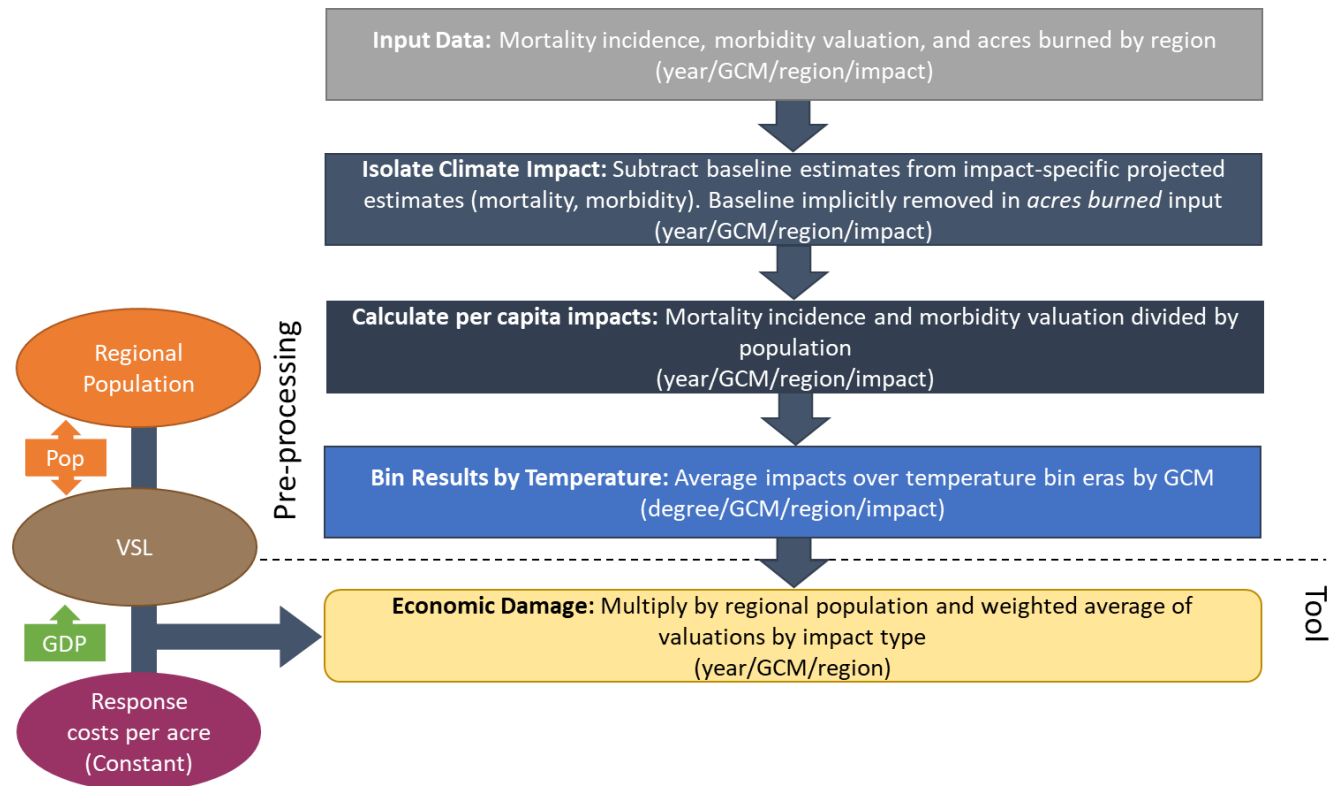 Input Data: Mortality incidence, morbidity valuation, and acres burned by region
(year/GCM/region/impact)
Isolate Climate Impact: Subtract baseline estimates from impact-specific projected
estimates (mortality, morbidity). Baseline implicitly removed in acres burned input
(year/GCM/region/impact)
Calculate per capita impacts: Mortality incidence and morbidity valuation divided by
population
(year/GCM/region/impact)
Bin Results by Temperature: Average impacts over temperature bin eras by GCM
(degree/GCM/region/impact)
Economic Damage: Multiply by regional population and weighted average of
valuations by impact type
(year/GCM/region)
Pre-processing
Tool
Regional
Population
Pop
VSL
GDP
Response
costs per acre
(Constant)